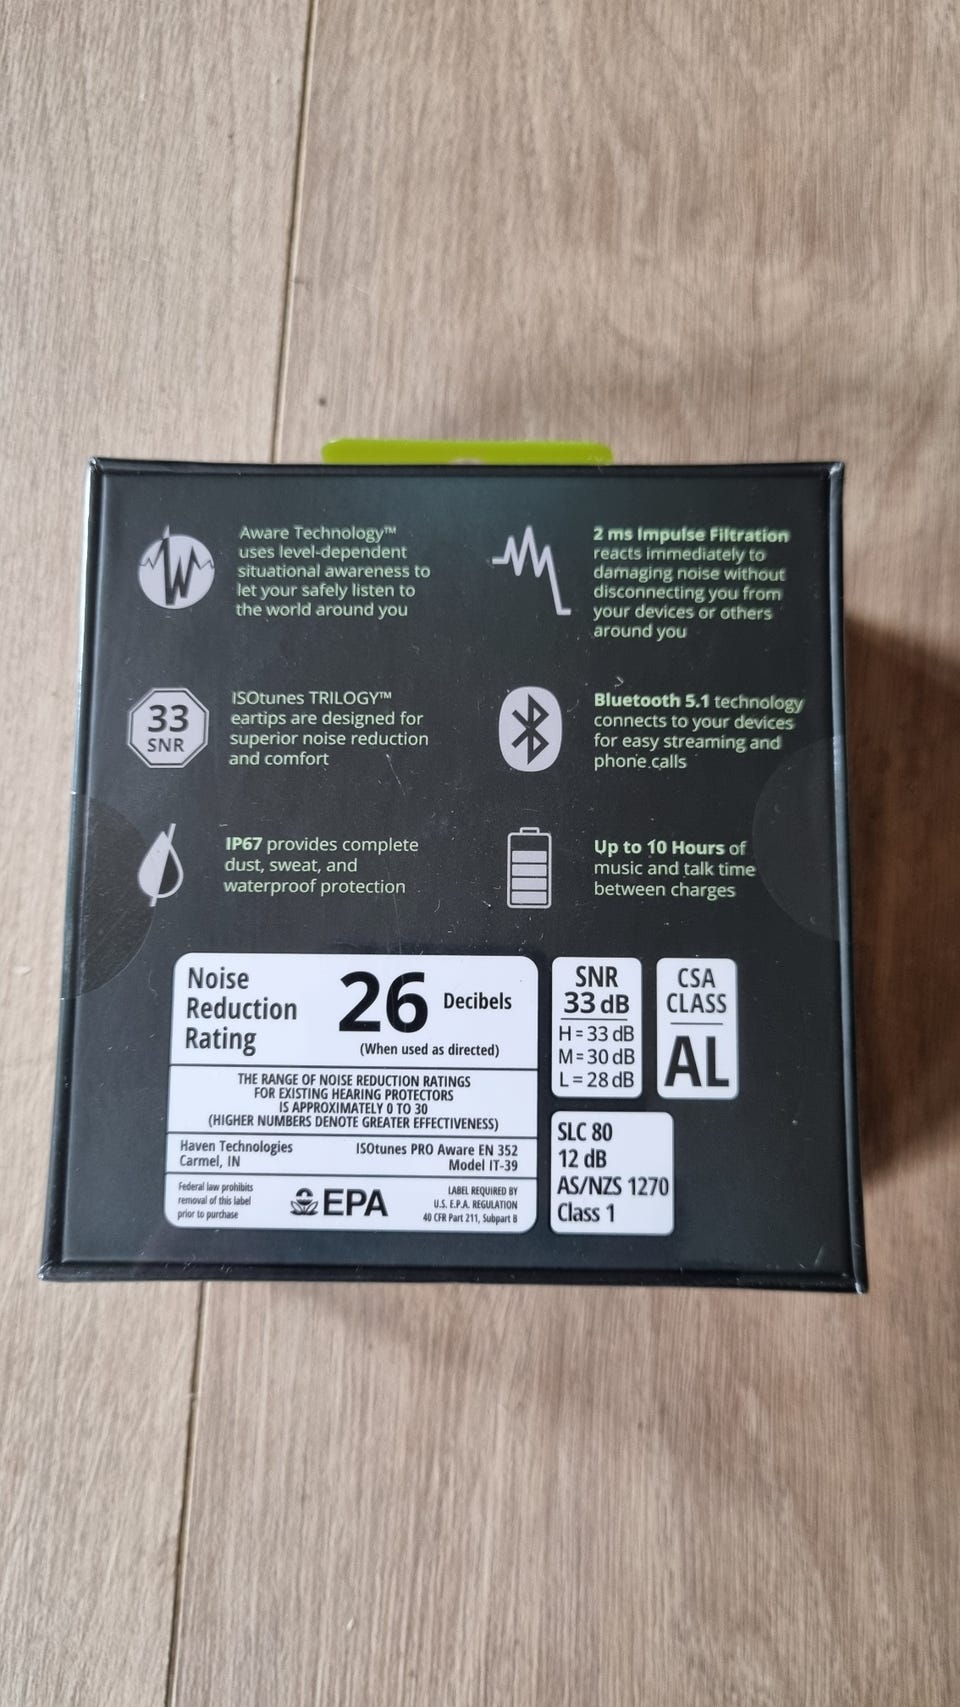 Aware Technology™
uses level-dependent
situational awareness to
let your safely listen to
the world around you
2 ms Impulse Filtration
reacts immediately to
damaging noise without
disconnecting you from
your devices or others
around you
33
SNR
ISOtunes TRILOGY™
eartips are designed for
superior noise reduction
and comfort
Bluetooth 5.1 technology
connects to your devices
for easy streaming and
phone calls
IP67 provides complete
dust, sweat, and
waterproof protection
Up to 10 Hours of
music and talk time
between charges
Noise
Reduction
Rating
26 Decibels
(When used as directed)
THE RANGE OF NOISE REDUCTION RATINGS
FOR EXISTING HEARING PROTECTORS
IS APPROXIMATELY 0 TO 30
(HIGHER NUMBERS DENOTE GREATER EFFECTIVENESS)
Haven Technologies
Carmel, IN
ISOtunes PRO Aware EN 352
Model IT-39
Federal law prohibits
removal of this label
prior to purchase
EPA
LABEL REQUIRED BY
U.S. E.P.A. REGULATION
40 CFR Part 211, Subpart B
SNR
33 dB
H = 33 dB
M = 30 dB
L = 28 dB
CSA
CLASS
AL
SLC 80
12 dB
AS/NZS 1270
Class 1